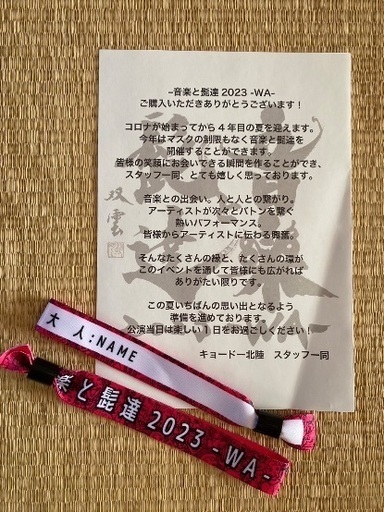 –音楽と髭達 2023 -WA–
ご購入いただきありがとうございます！
コロナが始まってから４年目の夏を迎えます。
今年はマスクの制限もなく音楽と髭達を
開催することができます。
皆様の笑顔にお会いできる瞬間を作ることができ、
スタッフ一同、とても嬉しく思っております。
音楽との出会い。人と人との繋がり。
アーティストが次々とバトンを繋ぐ
熱いパフォーマンス。
皆様からアーティストに伝わる興奮。
そんなたくさんの縁と、たくさんの環が
このイベントを通して皆様にも広がれば
ありがたい限りです。
この夏いちばんの思い出となるよう
準備を進めております。
公演当日は楽しい１日をお過ごしください！
キョードー北陸　スタッフ一同
双雲
大 人:NAME
楽と髭達 2023 -WA-